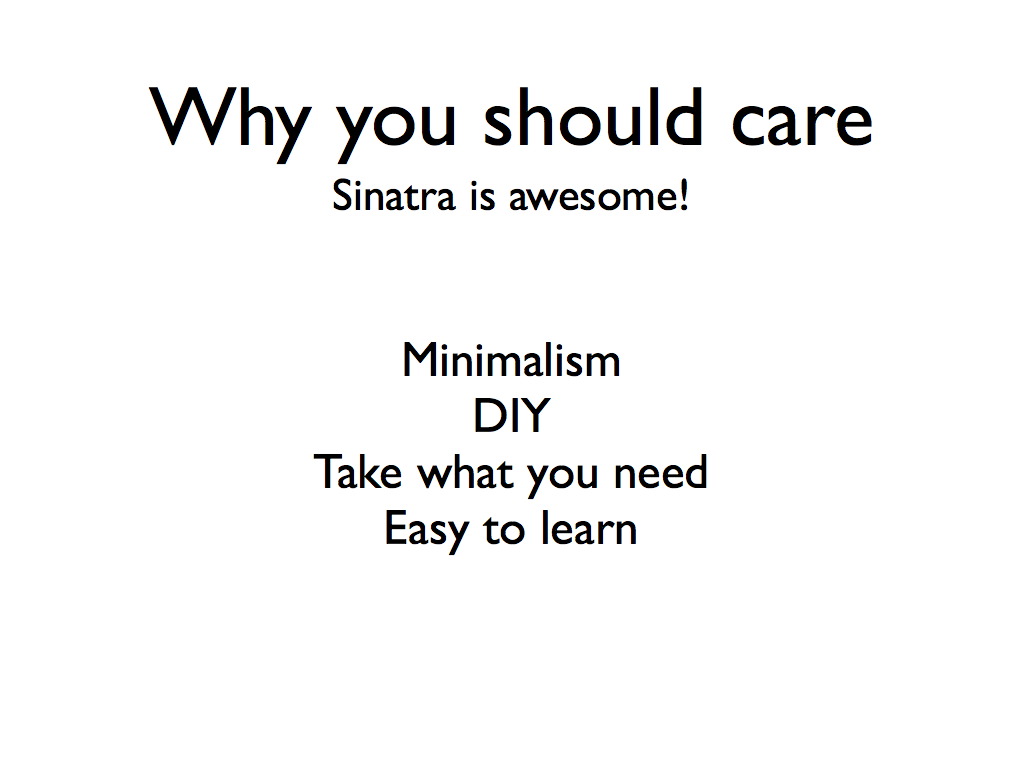 Why you should care
Sinatra is awesome!
Minimalism
DIY
Take what you need
Easy to learn